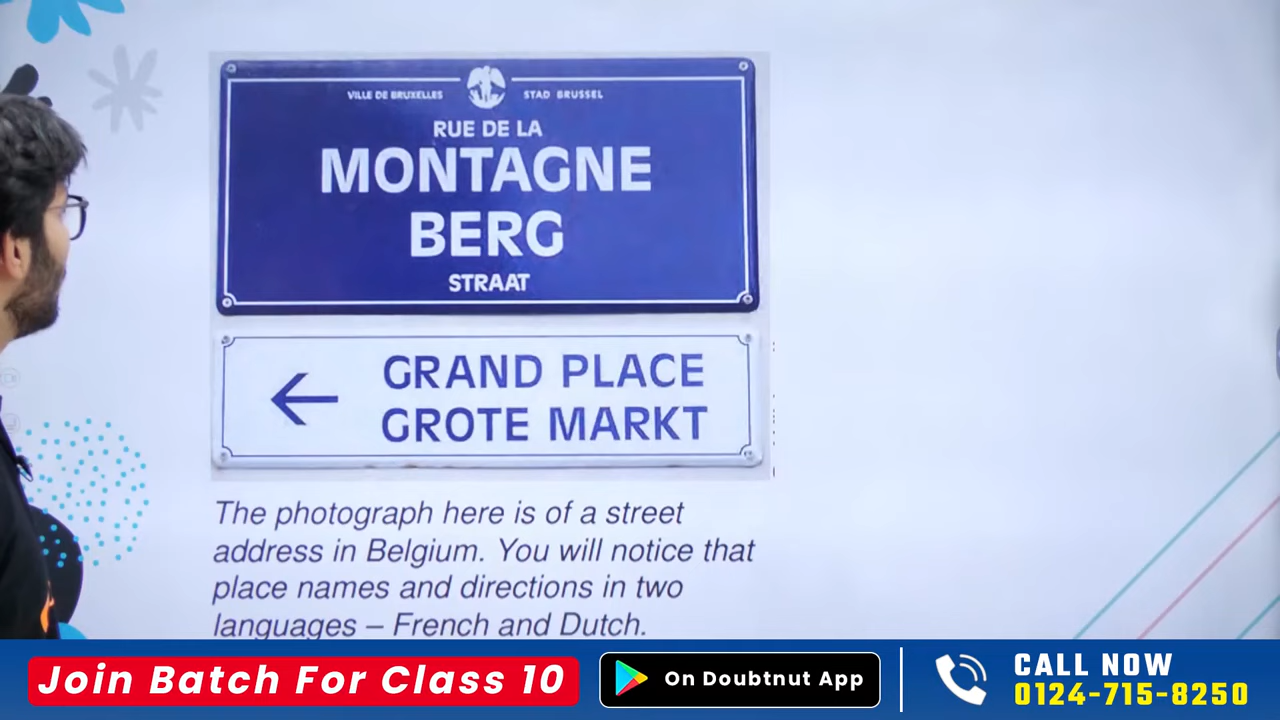 VILLE DE BRUXELLES STAD BRUSSEL
RUE DE LA
MONTAGNE
BERG
STRAAT
GRAND PLACE
GROTE MARKT
The photograph here is of a street
address in Belgium. You will notice that
place names and directions in two
languages – French and Dutch.
Join Batch For Class 10
On Doubtnut App
CALL NOW
0124-715-8250